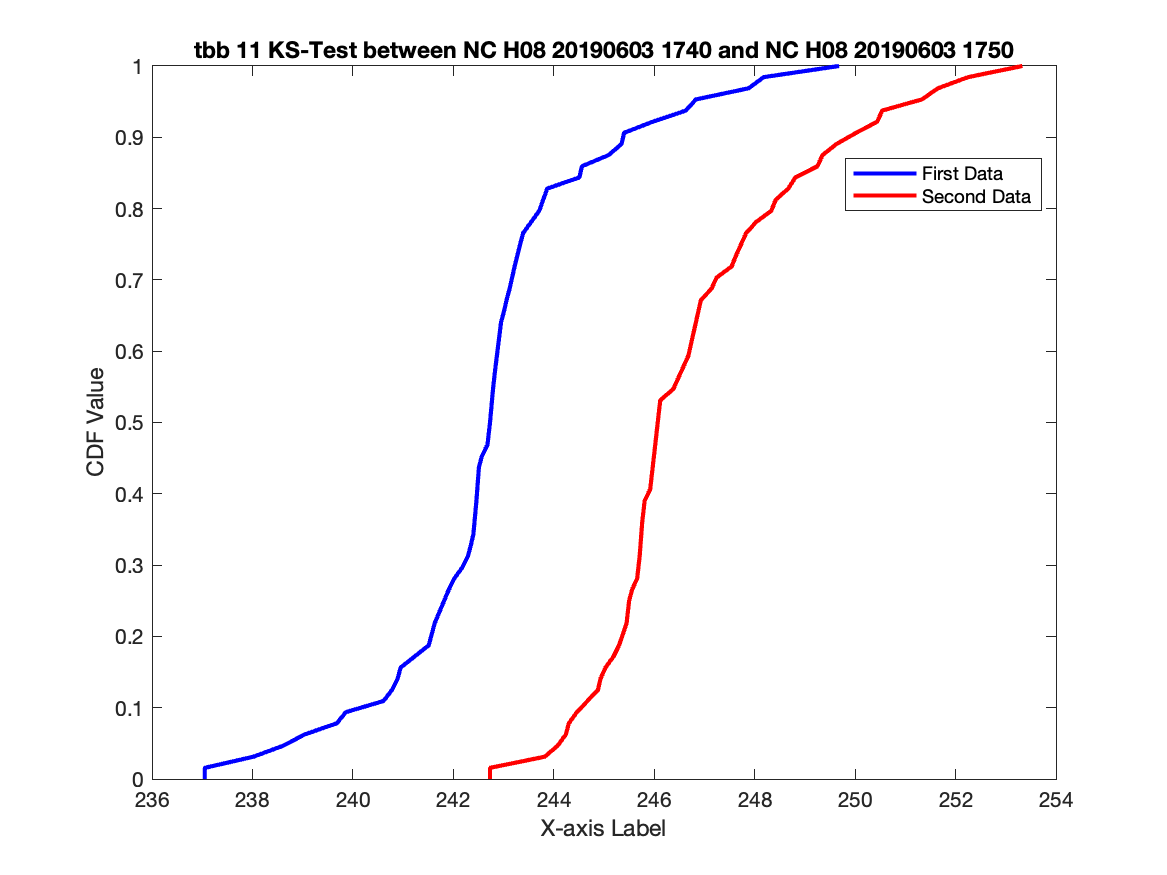 tbb 11 KS-Test between NC H08 20190603 1740 and NC H08 20190603 1750
1
0.9
0.8
0.7
0.6
0.5
0.4
0.3
0.2
0.1
0
CDF Value
First Data
Second Data
236 238 240 242 244 246 248 250 252 254
X-axis Label